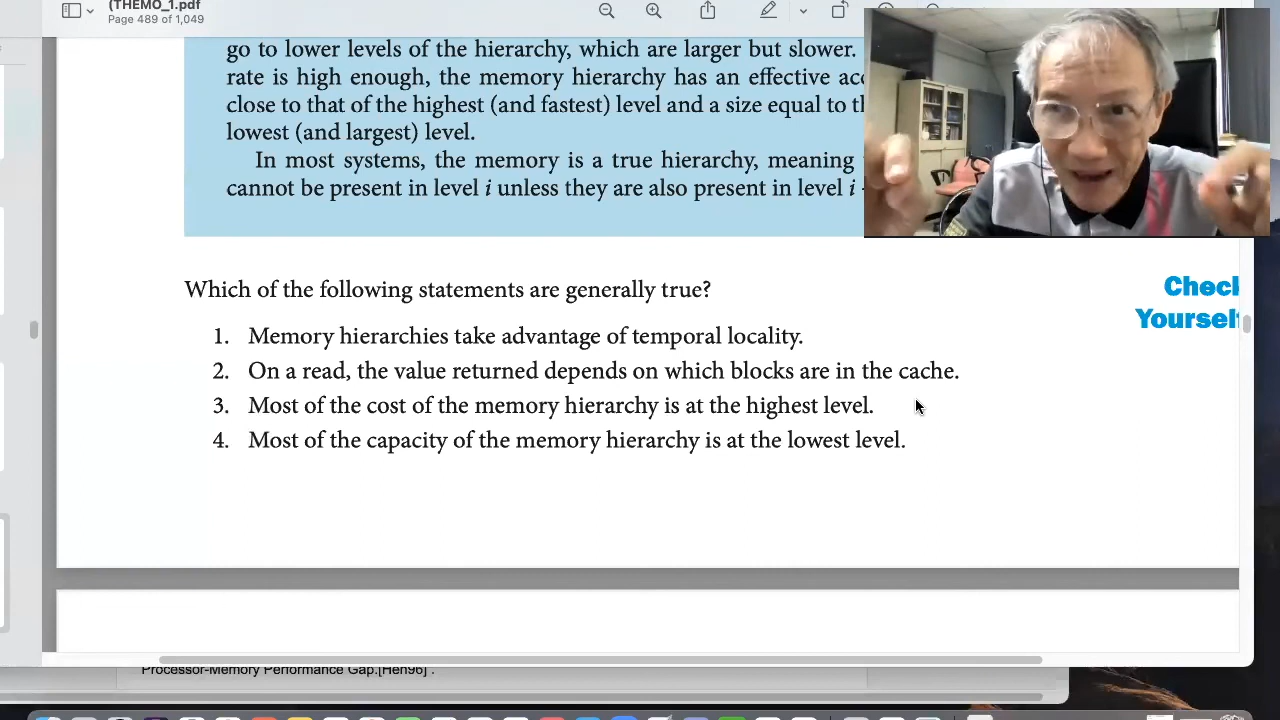 (THEMO_1.pdf
Page 489 of 1,049
go to lower levels of the hierarchy, which are larger but slower.
rate is high enough, the memory hierarchy has an effective
close to that of the highest (and fastest) level and a size equal to
lowest (and largest) level.
In most systems, the memory is a true hierarchy, meaning
cannot be present in level i unless they are also present in level i
Which of the following statements are generally true?
Check
Yourself
1. Memory hierarchies take advantage of temporal locality.
2. On a read, the value returned depends on which blocks are in the cache.
3. Most of the cost of the memory hierarchy is at the highest level.
4. Most of the capacity of the memory hierarchy is at the lowest level.
Processor-Memory Performance Gap.[Hen96] .